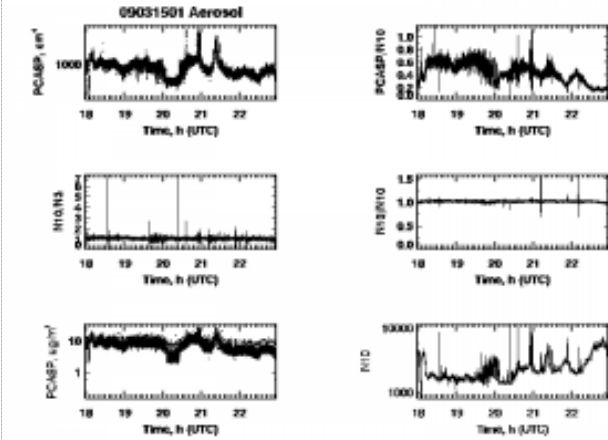 09031501 Aerosol
PCASP, cm⁻³
1000
18 19 20 21 22
Time, h (UTC)
PCASP/N10
1.0
0.8
0.6
0.4
0.2
0.0
18 19 20 21 22
Time, h (UTC)
N10/N3
18 19 20 21 22
Time, h (UTC)
1.5
1.0
0.5
0.0
18 19 20 21 22
Time, h (UTC)
PCASP, ug/m³
10
1
18 19 20 21 22
Time, h (UTC)
N10
10000
1000
18 19 20 21 22
Time, h (UTC)